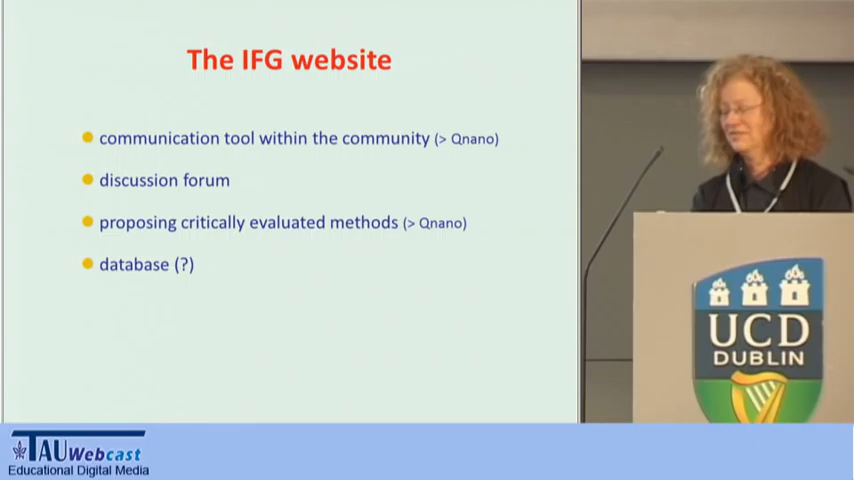 The IFG website
communication tool within the community (> Qnano)
discussion forum
proposing critically evaluated methods (> Qnano)
database (?)
UCD
DUBLIN
TAUWebcast
Educational Digital Media